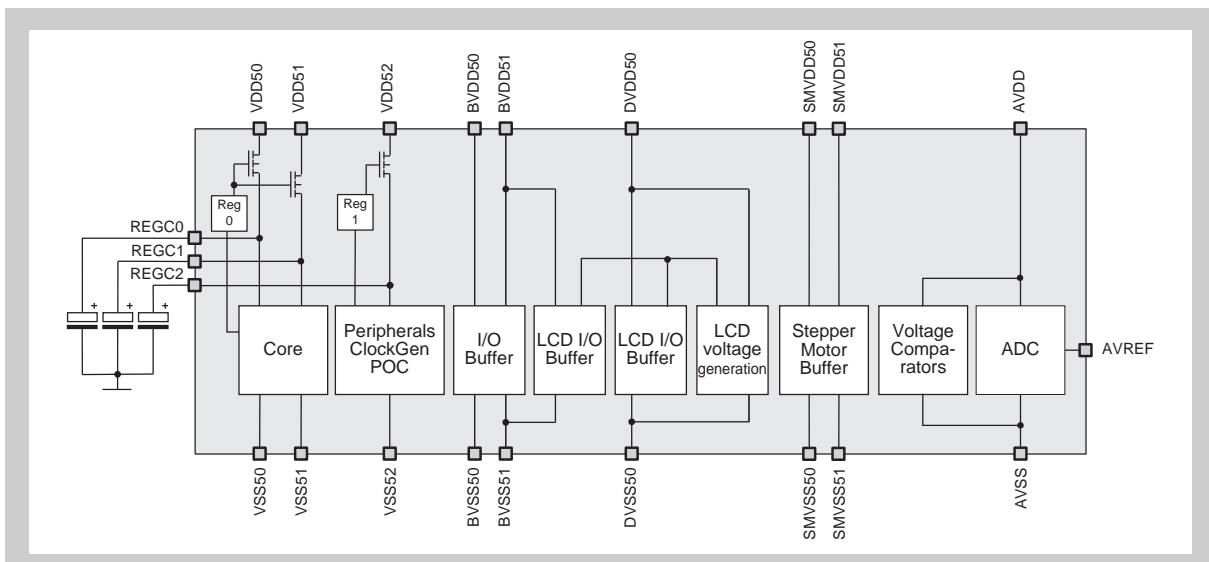 VDD50
VDD51
VDD52
BVDD50
BVDD51
DVDD50
SMVDD50
SMVDD51
AVDD
Reg
0
Reg
1
REGC0
REGC1
REGC2
+
+
+
Core
Peripherals
ClockGen
POC
I/O
Buffer
LCD I/O
Buffer
LCD I/O
Buffer
LCD
voltage
generation
Stepper
Motor
Buffer
Voltage
Compa-
rators
ADC
AVREF
VSS50
VSS51
VSS52
BVSS50
BVSS51
DVSS50
SMVSS50
SMVSS51
AVSS